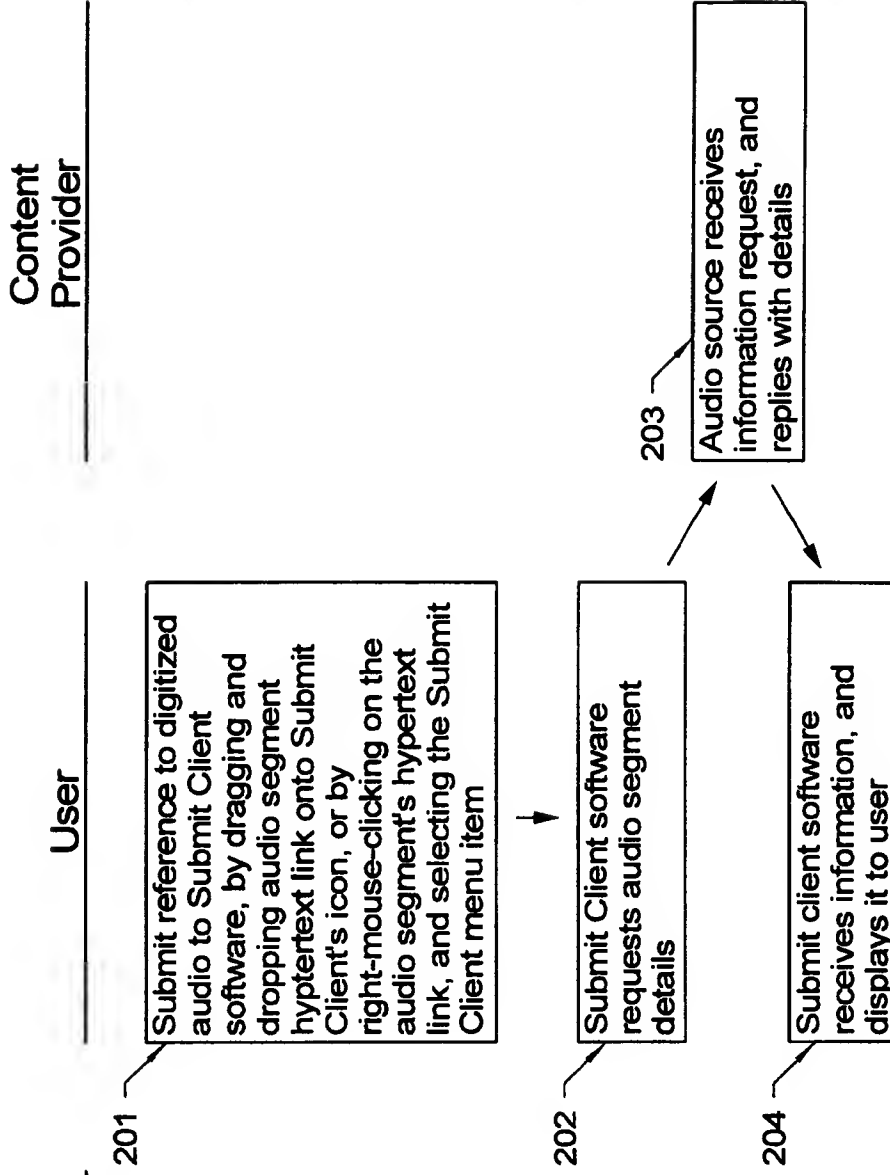 User
Content
Provider
201
Submit reference to digitized
audio to Submit Client
software, by dragging and
dropping audio segment
hyptertext link onto Submit
Client's icon, or by
right-mouse-clicking on the
audio segment's hypertext
link, and selecting the Submit
Client menu item
202
Submit Client software
requests audio segment
details
203
Audio source receives
information request, and
replies with details
204
Submit client software
receives information, and
displays it to user